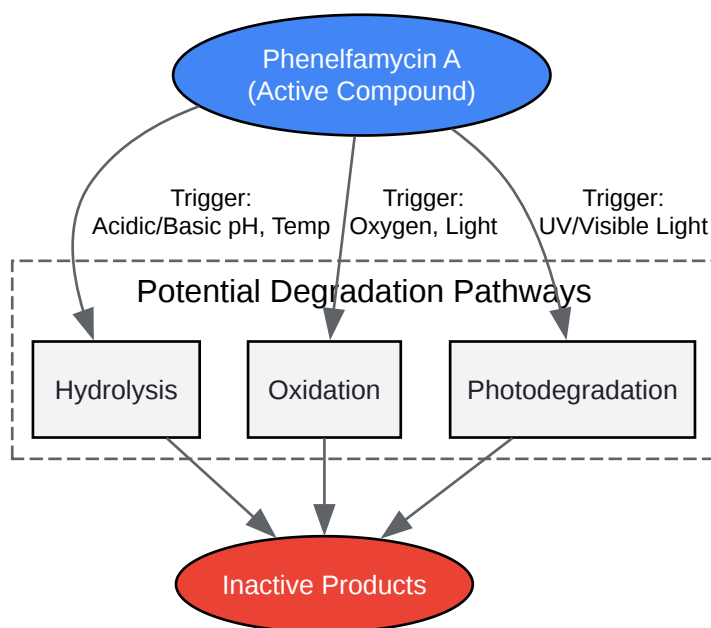 Phenelfamycin A
(Active Compound)
Trigger:
Acidic/Basic pH, Temp
Trigger:
Oxygen, Light
Trigger:
UV/Visible Light
Potential Degradation Pathways
Hydrolysis
Oxidation
Photodegradation
Inactive Products